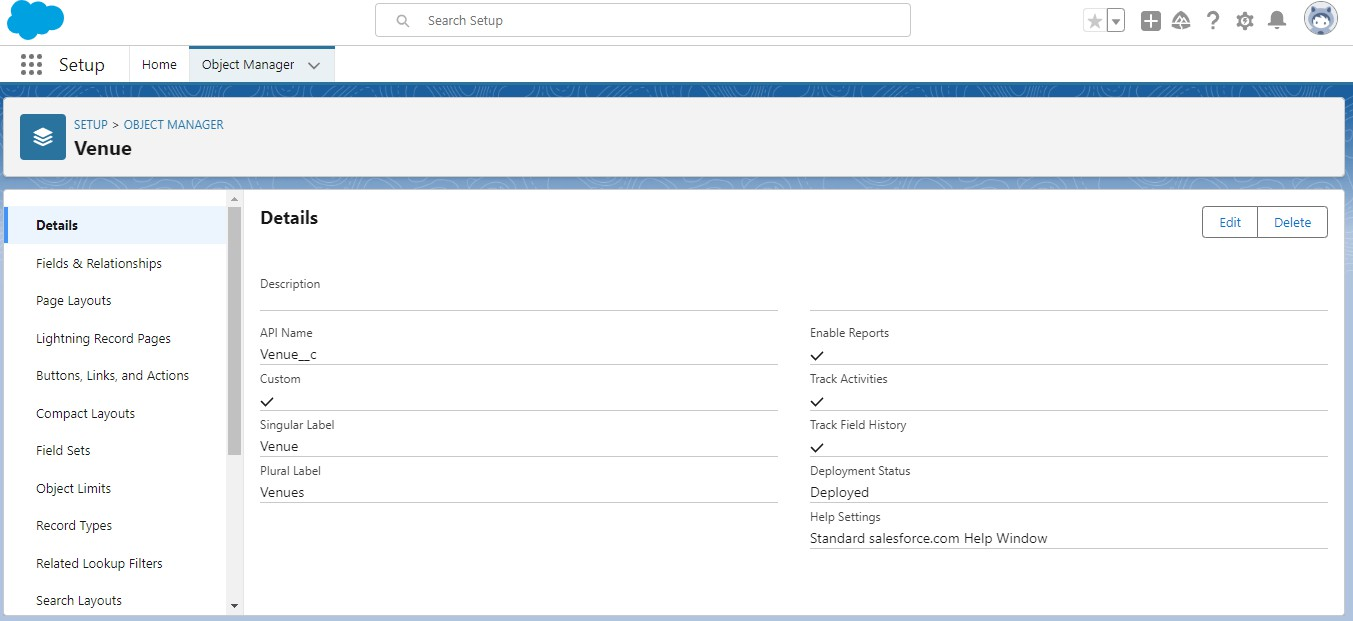 Search Setup
Setup
Home
Object Manager
SETUP > OBJECT MANAGER
Venue
Details
Fields & Relationships
Page Layouts
Lightning Record Pages
Buttons, Links, and Actions
Compact Layouts
Field Sets
Object Limits
Record Types
Related Lookup Filters
Search Layouts
Details
Edit
Delete
Description
API Name
Venue__c
Custom
Singular Label
Venue
Plural Label
Venues
Enable Reports
Track Activities
Track Field History
Deployment Status
Deployed
Help Settings
Standard salesforce.com Help Window